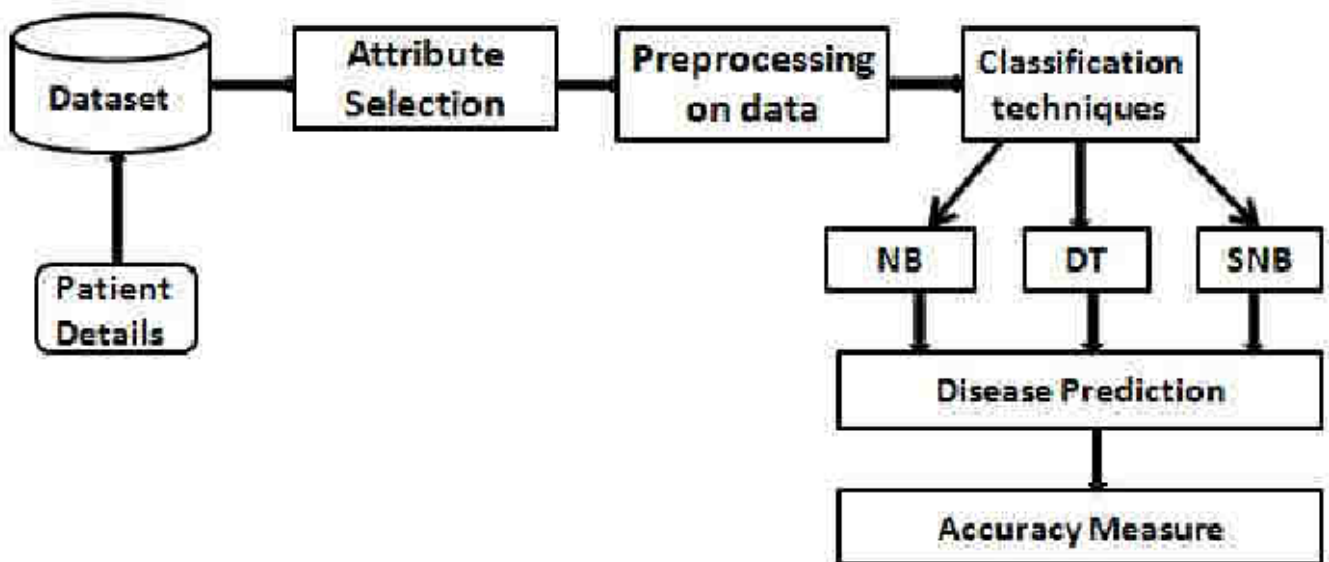 Dataset
Attribute
Selection
Preprocessing
on data
Classification
techniques
Patient
Details
NB
DT
SNB
Disease Prediction
Accuracy Measure